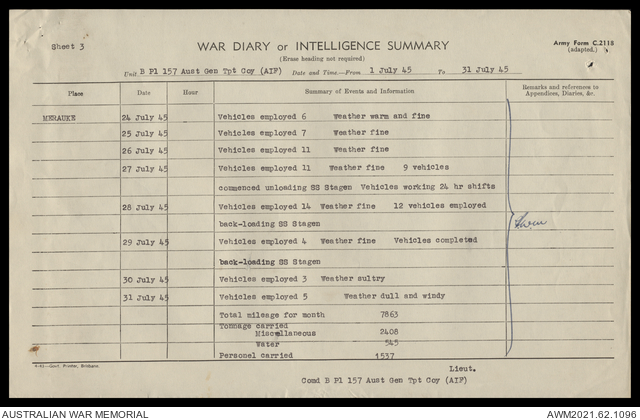 Sheet 3
WAR DIARY or INTELLIGENCE SUMMARY
(Erase heading not required)
Army Form C.2118
(adapted.)
Unit B Pl 157 Aust Gen Tpt Coy (AIF) Date and Time—From 1 July 45 To 31 July 45
Place Date Hour Summary of Events and Information Remarks and references to Appendices, Diaries, &c.
MERAUKE 24 July 45 Vehicles employed 6 Weather warm and fine
25 July 45 Vehicles employed 7 Weather fine
26 July 45 Vehicles employed 11 Weather fine
27 July 45 Vehicles employed 11 Weather fine 9 vehicles
commenced unloading SS Stagen Vehicles working 24 hr shifts
28 July 45 Vehicles employed 14 Weather fine 12 vehicles employed
back-loading SS Stagen
29 July 45 Vehicles employed 4 Weather fine Vehicles completed
back-loading SS Stagen
30 July 45 Vehicles employed 3 Weather sultry
31 July 45 Vehicles employed 5 Weather dull and windy
Total mileage for month 7863
Tonnage carried
Miscellaneous 2408
Water 545
Personel carried 1537
Lieut.
Comd B Pl 157 Aust Gen Tpt Coy (AIF)
Govt. Printer, Brisbane
AUSTRALIAN WAR MEMORIAL AWM2021.62.1096